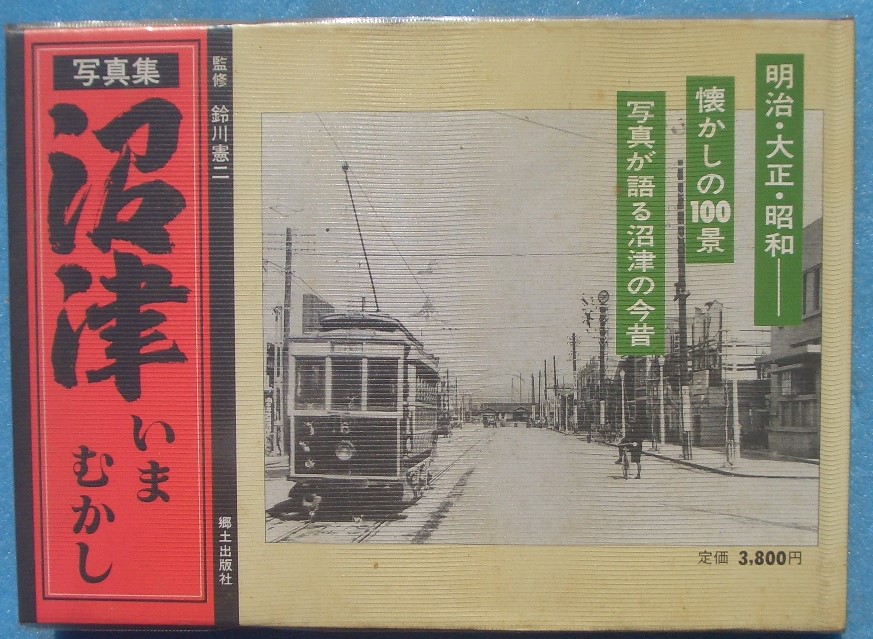 写真集
沼津
いま
むかし
監修 鈴川憲二
郷土出版社
明治・大正・昭和——
懐かしの100景
写真が語る沼津の今昔
定価 3,800円